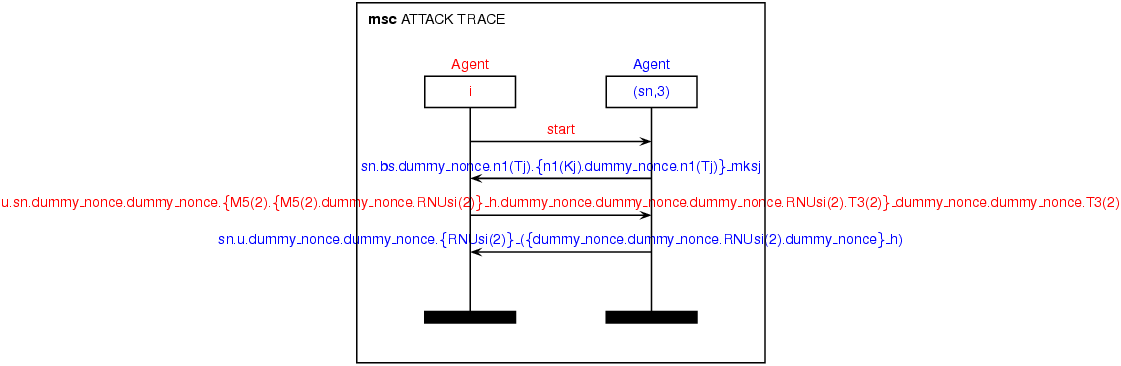 msc ATTACK TRACE
Agent Agent
i (sn,3)
start
sn.bs.dummy_nonce.n1(Tj).{n1(Kj).dummy_nonce.n1(Tj)}_mksj
u.sn.dummy_nonce.dummy_nonce.{M5(2).{M5(2).dummy_nonce.RNUsi(2)}_h.dummy_nonce.dummy_nonce.dummy_nonce.RNUsi(2).T3(2)}_dummy_nonce.dummy_nonce.T3(2)
sn.u.dummy_nonce.dummy_nonce.{RNUsi(2)}_({dummy_nonce.dummy_nonce.RNUsi(2).dummy_nonce}_h)